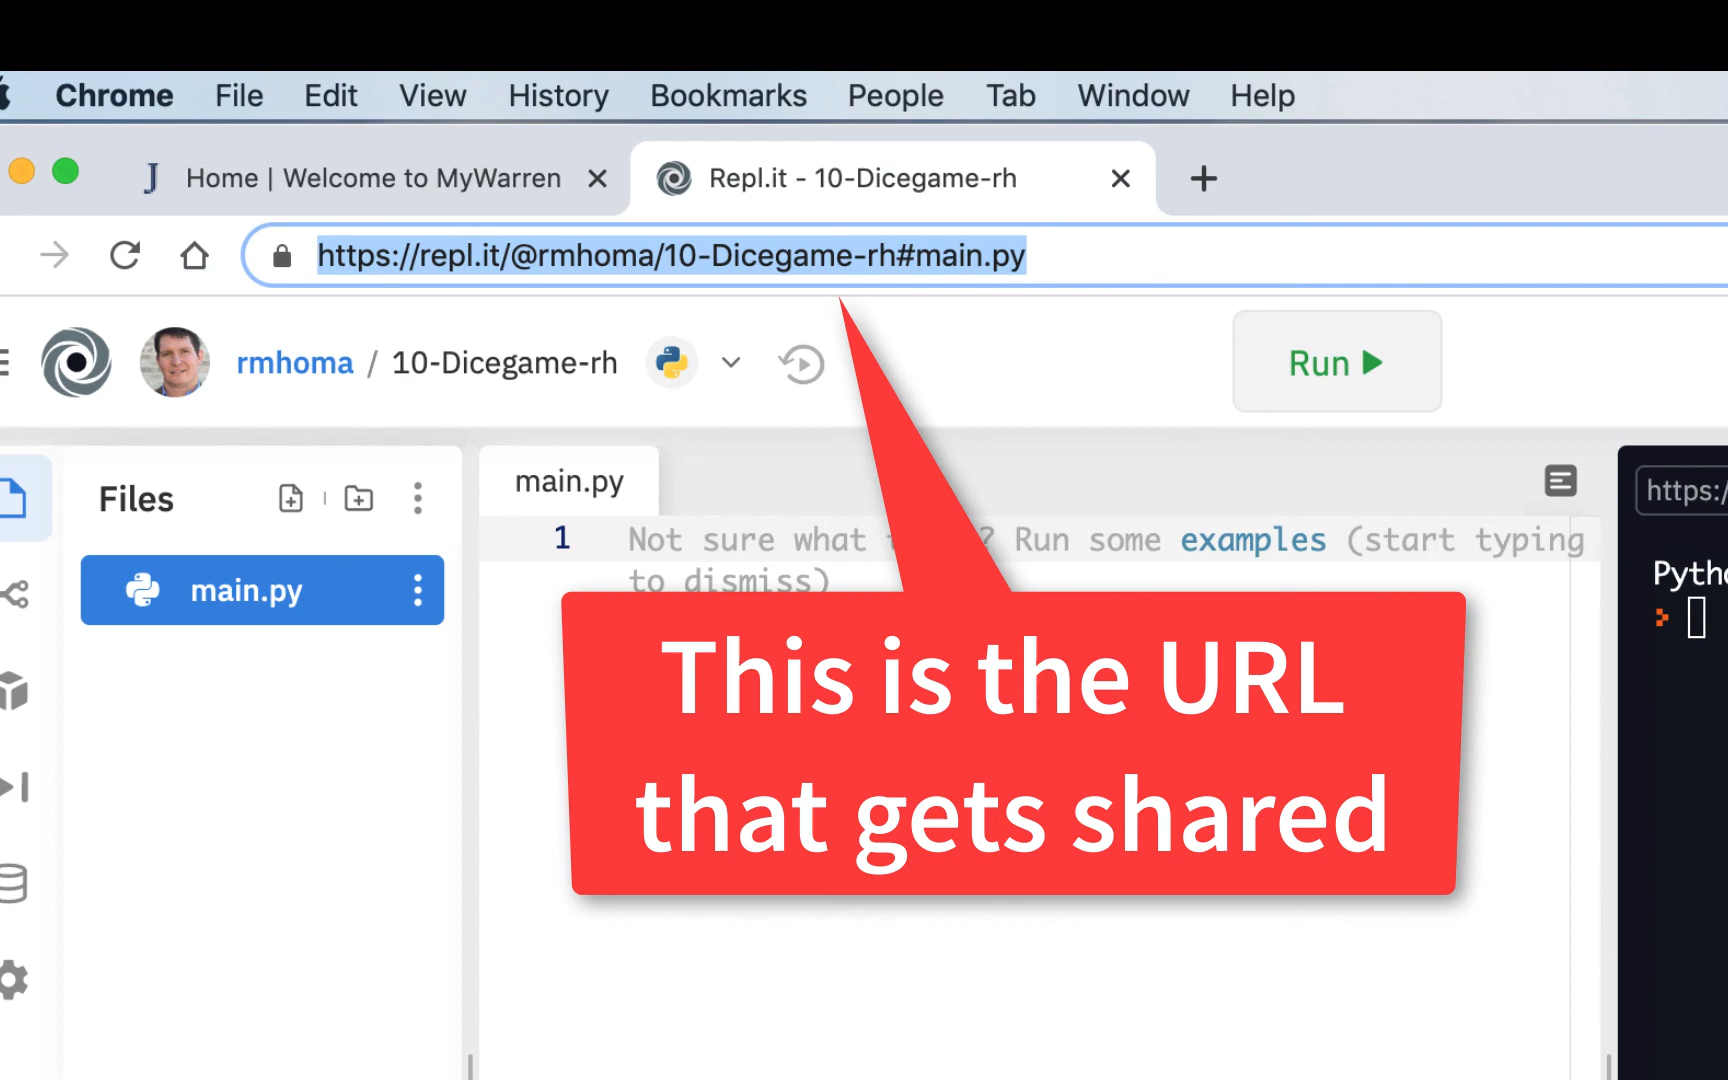 Chrome File Edit View History Bookmarks People Tab Window Help
J Home | Welcome to MyWarren Repl.it - 10-Dicegame-rh
https://repl.it/@rmhoma/10-Dicegame-rh#main.py
rmhoma / 10-Dicegame-rh Run
Files main.py
https:/
1 Not sure what ? Run some examples (start typing
to dismiss)
main.py
Pytho
This is the URL
that gets shared